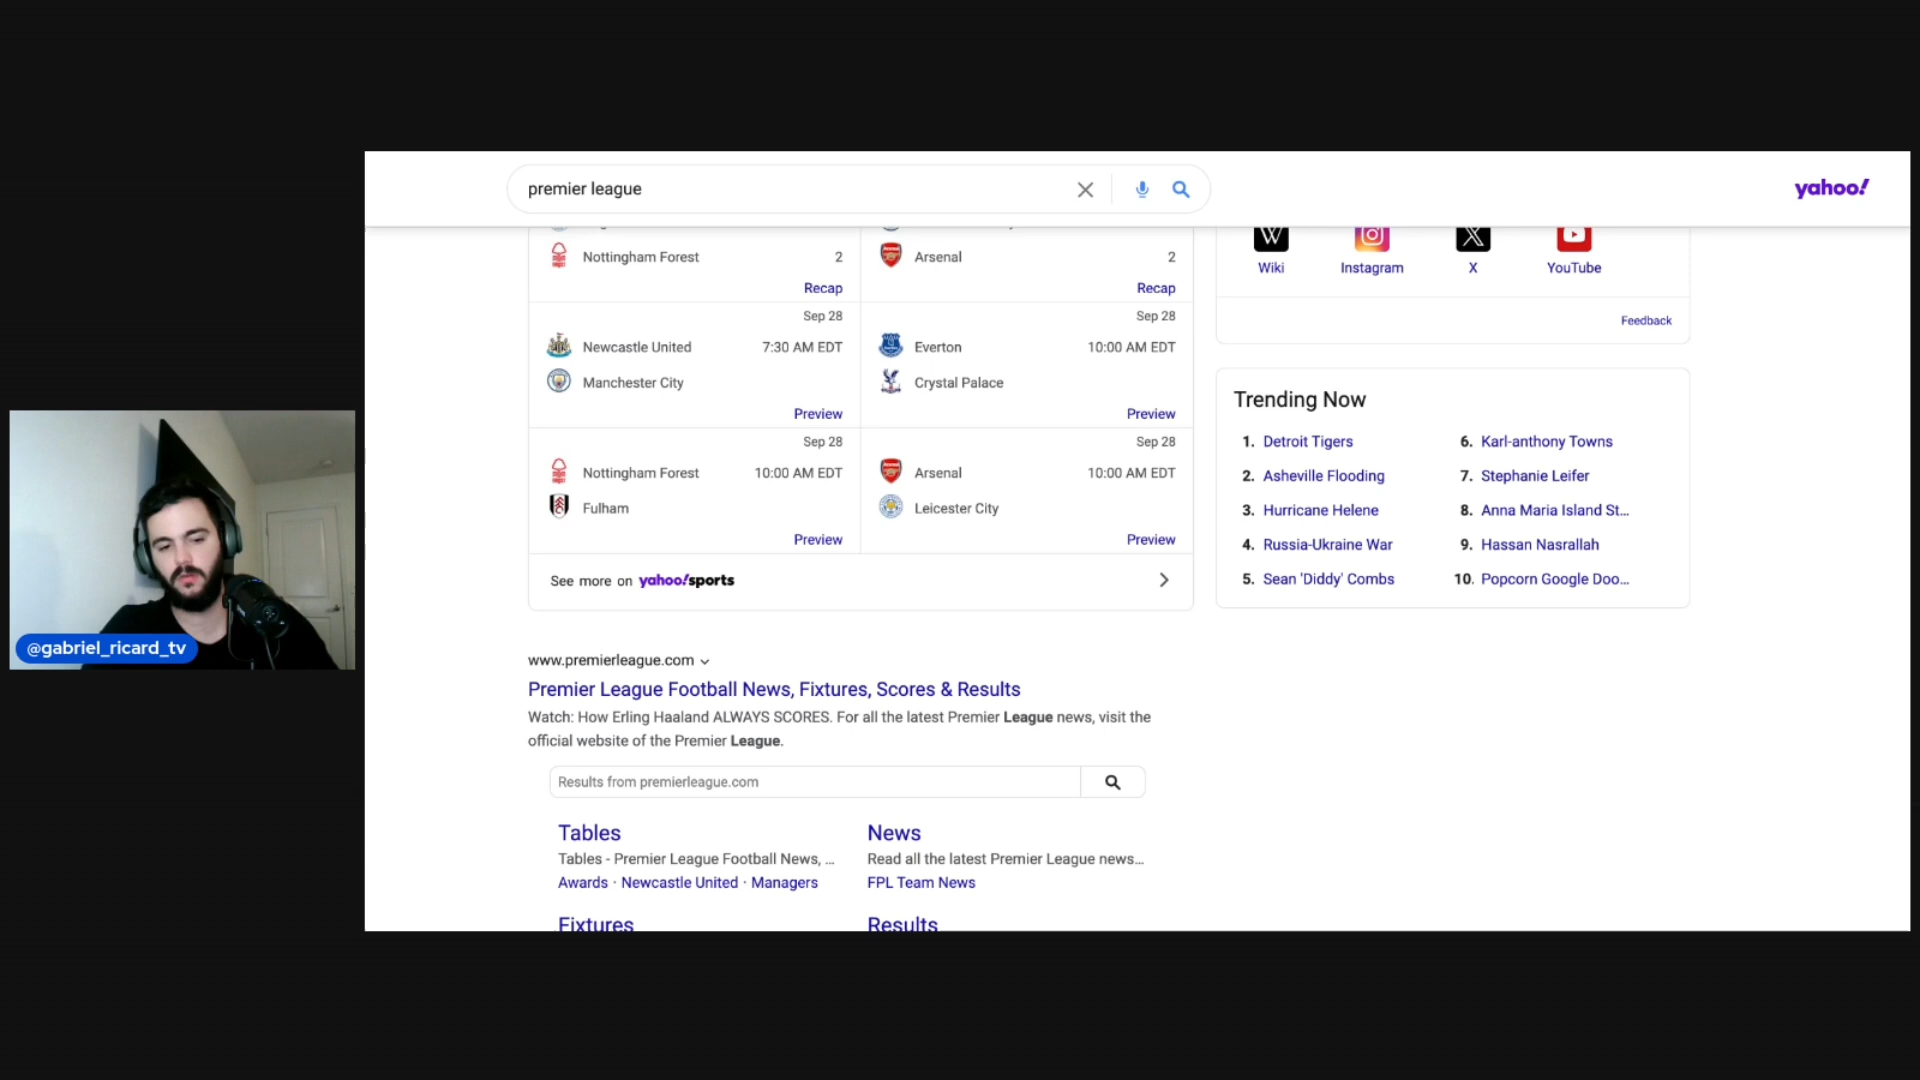 premier league
yahoo!
Nottingham Forest 2
Recap
Arsenal 2
Recap
Wiki
Instagram
X
YouTube
Feedback
Sep 28
Newcastle United 7:30 AM EDT
Manchester City
Preview
Sep 28
Everton 10:00 AM EDT
Crystal Palace
Preview
Sep 28
Nottingham Forest 10:00 AM EDT
Fulham
Preview
Sep 28
Arsenal 10:00 AM EDT
Leicester City
Preview
See more on yahoo!sports
Trending Now
1. Detroit Tigers
2. Asheville Flooding
3. Hurricane Helene
4. Russia-Ukraine War
5. Sean 'Diddy' Combs
6. Karl-anthony Towns
7. Stephanie Leifer
8. Anna Maria Island St...
9. Hassan Nasrallah
10. Popcorn Google Doo...
@gabriel_ricard_tv
www.premierleague.com
Premier League Football News, Fixtures, Scores & Results
Watch: How Erling Haaland ALWAYS SCORES. For all the latest Premier League news, visit the
official website of the Premier League.
Results from premierleague.com
Tables
Tables - Premier League Football News, ...
Awards · Newcastle United · Managers
News
Read all the latest Premier League news...
FPL Team News
Fixtures
Results